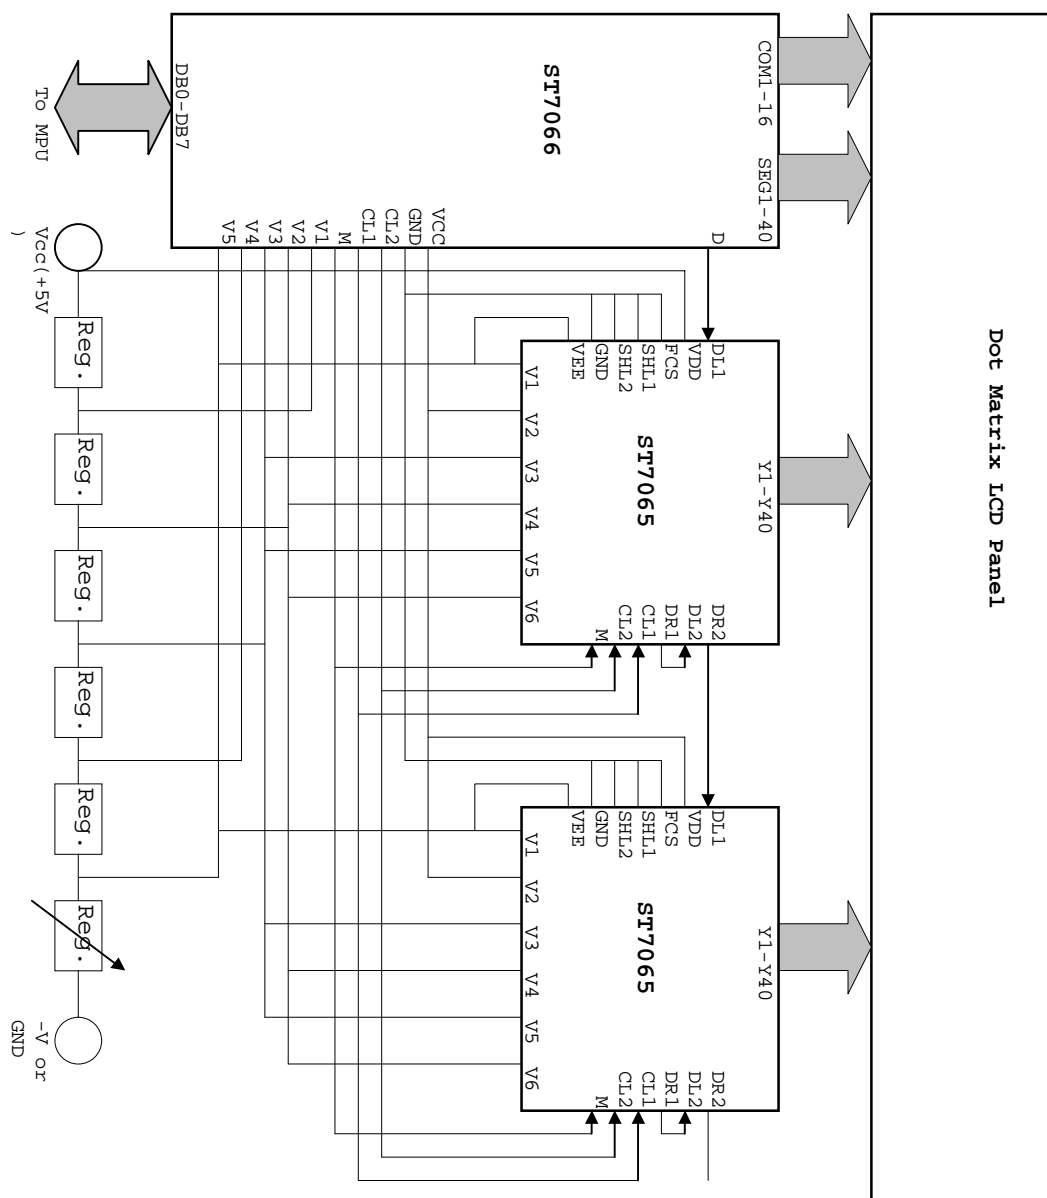 Dot Matrix LCD Panel
COM1-16
SEG1-40
Y1-Y40
Y1-Y40
ST7066
D
DL1
VDD
FCS
SHL1
SHL2
GND
VEE
ST7065
DR2
DL2
DR1
CL1
CL2
M
V1
V2
V3
V4
V5
V6
DL1
VDD
FCS
SHL1
SHL2
GND
VEE
ST7065
DR2
DL2
DR1
CL1
CL2
M
V1
V2
V3
V4
V5
V6
VCC
GND
CL2
CL1
M
V1
V2
V3
V4
V5
DB0-DB7
To MPU
Vcc(+5V
)
Reg.
Reg.
Reg.
Reg.
Reg.
Reg.
-V or
GND